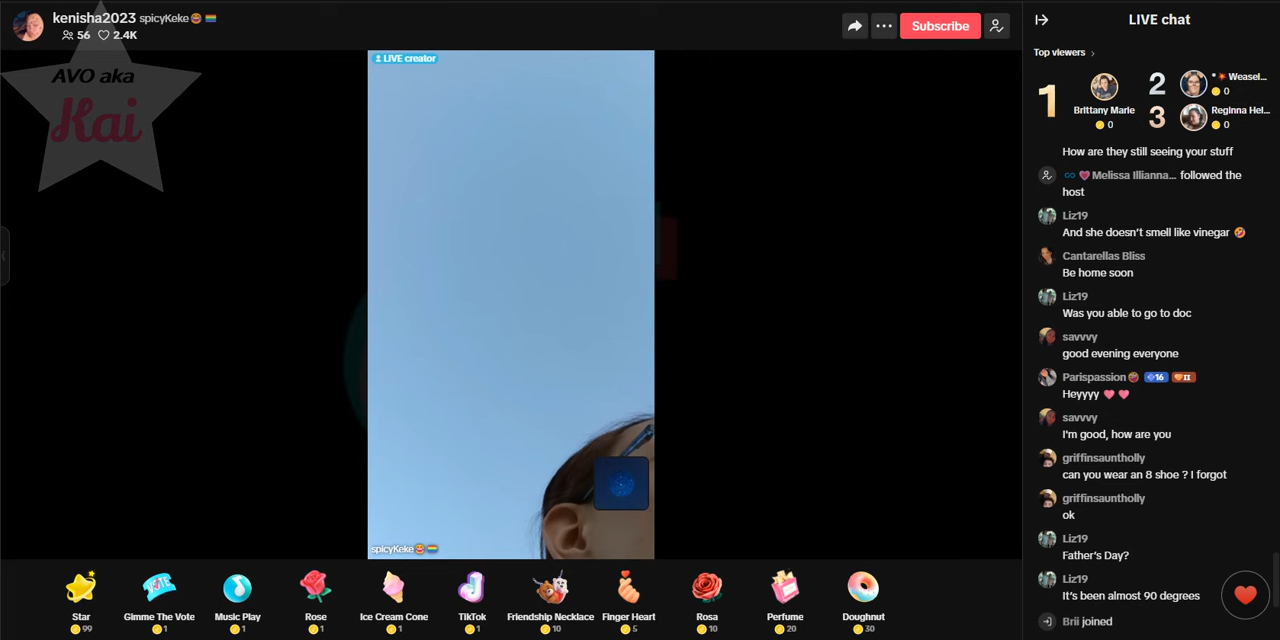 kenisha2023 spicyKeke🎃🏳️‍🌈
56 2.4K
Subscribe
AVO aka
Kai
LIVE creator
spicyKeke🎃🏳️‍🌈
Star
99
Gimme The Vote
1
Music Play
1
Rose
1
Ice Cream Cone
1
TikTok
1
Friendship Necklace
10
Finger Heart
5
Rosa
10
Perfume
20
Doughnut
30
LIVE chat
Top viewers
1
Brittany Marie
0
2
Weasel...
0
3
Reginna Hel...
0
How are they still seeing your stuff
Melissa Illianna... followed the
host
Liz19
And she doesn't smell like vinegar 🤣
Cantarellas Bliss
Be home soon
Liz19
Was you able to go to doc
savvvy
good evening everyone
Parispassion 16 II
Heyyyy 💗 💗
savvvy
I'm good, how are you
griffinsauntholly
can you wear an 8 shoe ? I forgot
griffinsauntholly
ok
Liz19
Father's Day?
Liz19
It's been almost 90 degrees
Brii joined